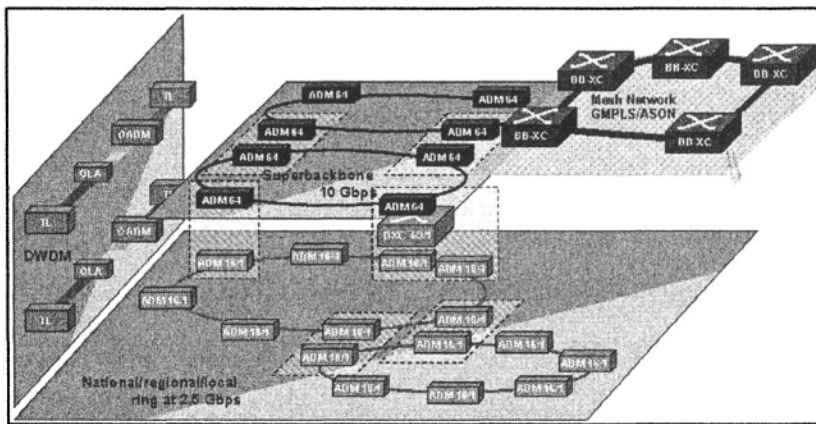 BB-XC
BB-XC
BB-XC
TL
ADM 64
ADM 64
Mesh Network
GMPLS/ASON
OADM
ADM 64
ADM 64
BB-XC
BB-XC
ADM 64
ADM 64
OLA
Superbackbone
10 Gbps
TL
ADM 64
ADM 64
TL
OADM
DXC
DWDM
ADM 16/1
ADM 16/1
ADM 16/1
ADM 16/1
OLA
ADM 16/1
TL
ADM 16/1
ADM 16/1
ADM 16/1
ADM 16/1
ADM 16/1
ADM 16/1
ADM 16/1
National/regional/local
ring at 2,5 Gbps
ADM 16/1
ADM 16/1
ADM 16/1